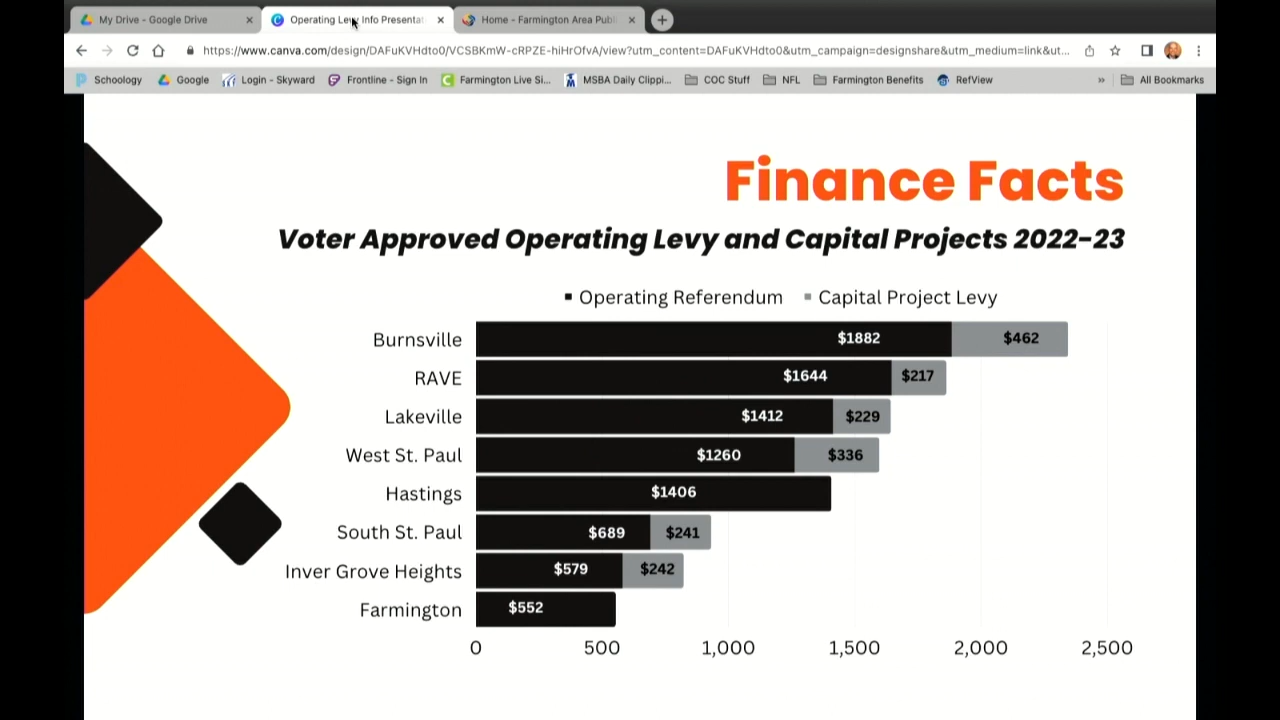 My Drive - Google Drive
Operating Levy Info Presentat
Home - Farmington Area Publi
https://www.canva.com/design/DAFuKVHdto0/VCSBKmW-cRPZE-hiHrOfvA/view?utm_content=DAFuKVHdto0&utm_campaign=designshare&utm_medium=link&ut...
Schoology Google Login - Skyward Frontline - Sign In Farmington Live Si... MSBA Daily Clippi... COC Stuff NFL Farmington Benefits RefView » All Bookmarks
Finance Facts
Voter Approved Operating Levy and Capital Projects 2022-23
Operating Referendum Capital Project Levy
Burnsville $1882 $462
RAVE $1644 $217
Lakeville $1412 $229
West St. Paul $1260 $336
Hastings $1406
South St. Paul $689 $241
Inver Grove Heights $579 $242
Farmington $552
0 500 1,000 1,500 2,000 2,500